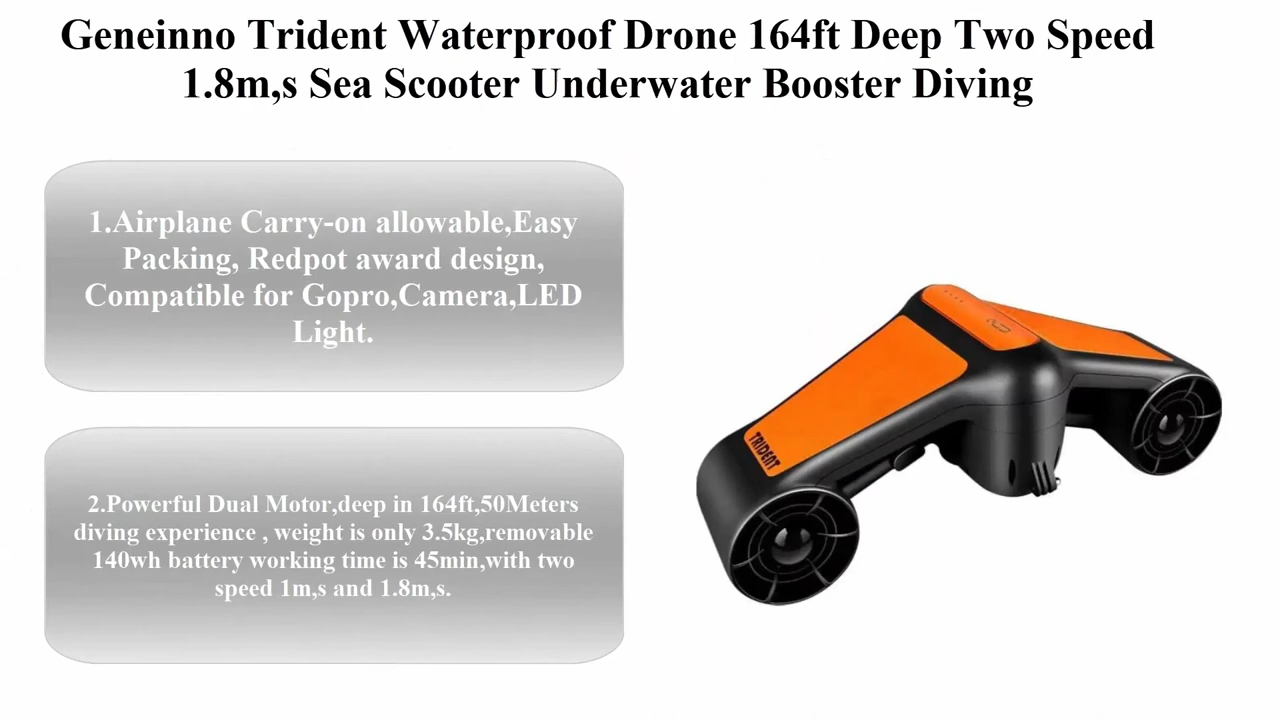 Geneinno Trident Waterproof Drone 164ft Deep Two Speed
1.8m,s Sea Scooter Underwater Booster Diving
1.Airplane Carry-on allowable,Easy
Packing, Redpot award design,
Compatible for Gopro,Camera,LED
Light.
2.Powerful Dual Motor,deep in 164ft,50Meters
diving experience , weight is only 3.5kg,removable
140wh battery working time is 45min,with two
speed 1m,s and 1.8m,s.
TRIDENT